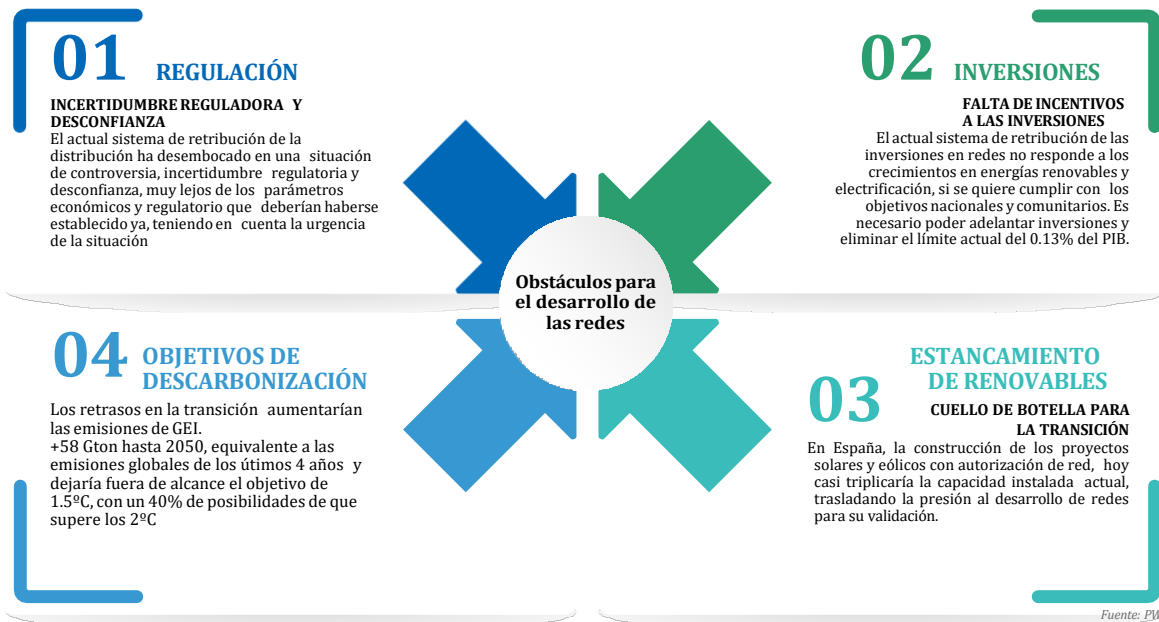 01 REGULACIÓN
INCERTIDUMBRE REGULADORA Y
DESCONFIANZA
El actual sistema de retribución de la
distribución ha desembocado en una situación
de controversia, incertidumbre regulatoria y
desconfianza, muy lejos de los parámetros
económicos y regulatorio que deberían haberse
establecido ya, teniendo en cuenta la urgencia
de la situación
02 INVERSIONES
FALTA DE INCENTIVOS
A LAS INVERSIONES
El actual sistema de retribución de las
inversiones en redes no responde a los
crecimientos en energías renovables y
electrificación, si se quiere cumplir con los
objetivos nacionales y comunitarios. Es
necesario poder adelantar inversiones y
eliminar el límite actual del 0.13% del PIB.
Obstáculos para
el desarrollo de
las redes
04 OBJETIVOS DE
DESCARBONIZACIÓN
Los retrasos en la transición aumentarían
las emisiones de GEI.
+58 Gton hasta 2050, equivalente a las
emisiones globales de los útimos 4 años y
dejaría fuera de alcance el objetivo de
1.5ºC, con un 40% de posibilidades de que
supere los 2ºC
03 ESTANCAMIENTO
DE RENOVABLES
CUELLO DE BOTELLA PARA
LA TRANSICIÓN
En España, la construcción de los proyectos
solares y eólicos con autorización de red, hoy
casi triplicaría la capacidad instalada actual,
trasladando la presión al desarrollo de redes
para su validación.
Fuente: